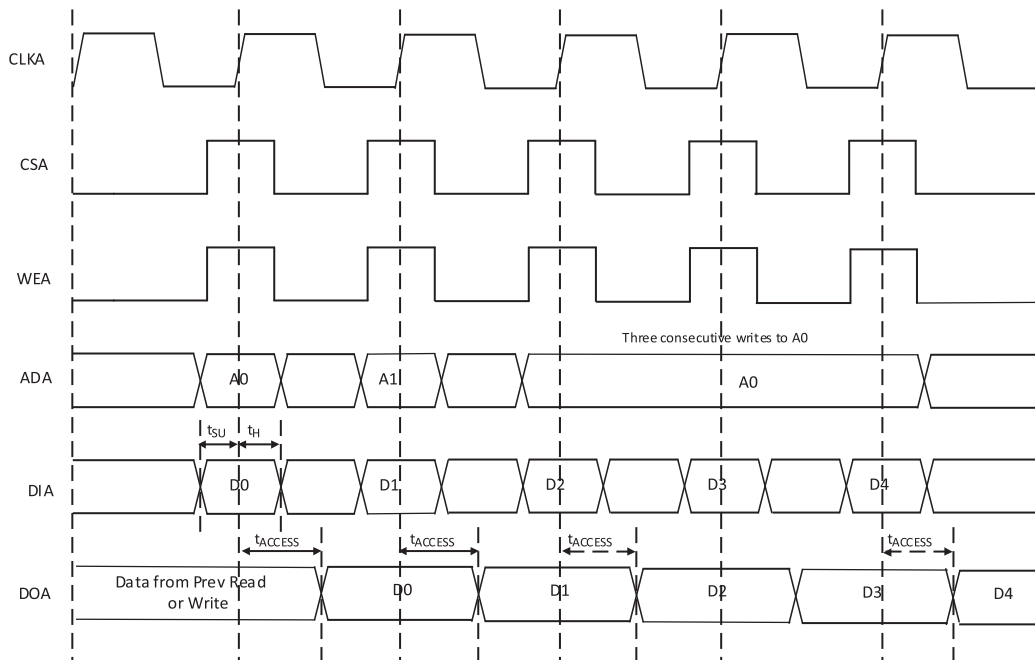 CLKA
CSA
WEA
Three consecutive writes to A0
ADA
A0
A1
A0
tSU
tH
DIA
D0
D1
D2
D3
D4
tACCESS
tACCESS
tACCESS
tACCESS
DOA
Data from Prev Read
or Write
D0
D1
D2
D3
D4